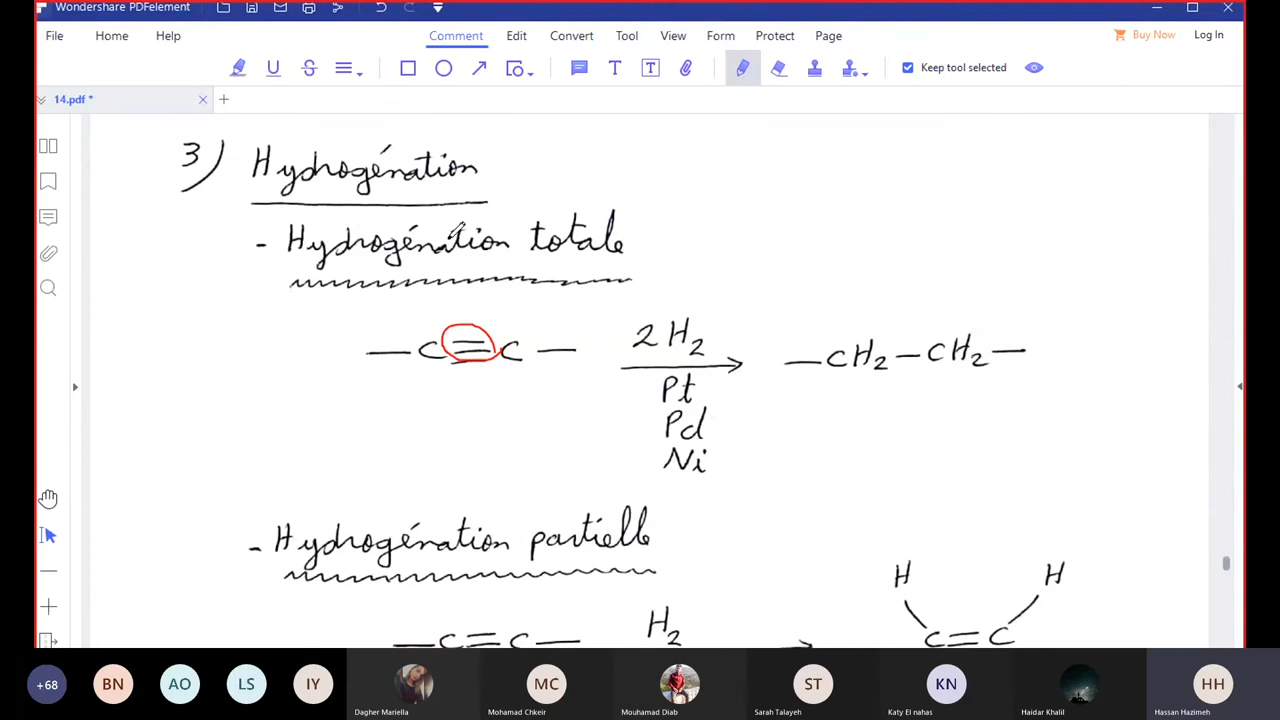 Wondershare PDFelement
File Home Help Comment Edit Convert Tool View Form Protect Page Buy Now Log In
Keep tool selected
14.pdf *
3) Hydrogénation
- Hydrogénation totale
—C≡C— 2H₂ —CH₂—CH₂—
Pt
Pd
Ni
- Hydrogénation partielle
H H
—C≡C— H₂ C=C
+68 BN AO LS IY MC ST KN HH
Dagher Mariella Mohamad Chkeir Mouhamad Diab Sarah Talayeh Katy El nahas Haidar Khalil Hassan Hazimeh